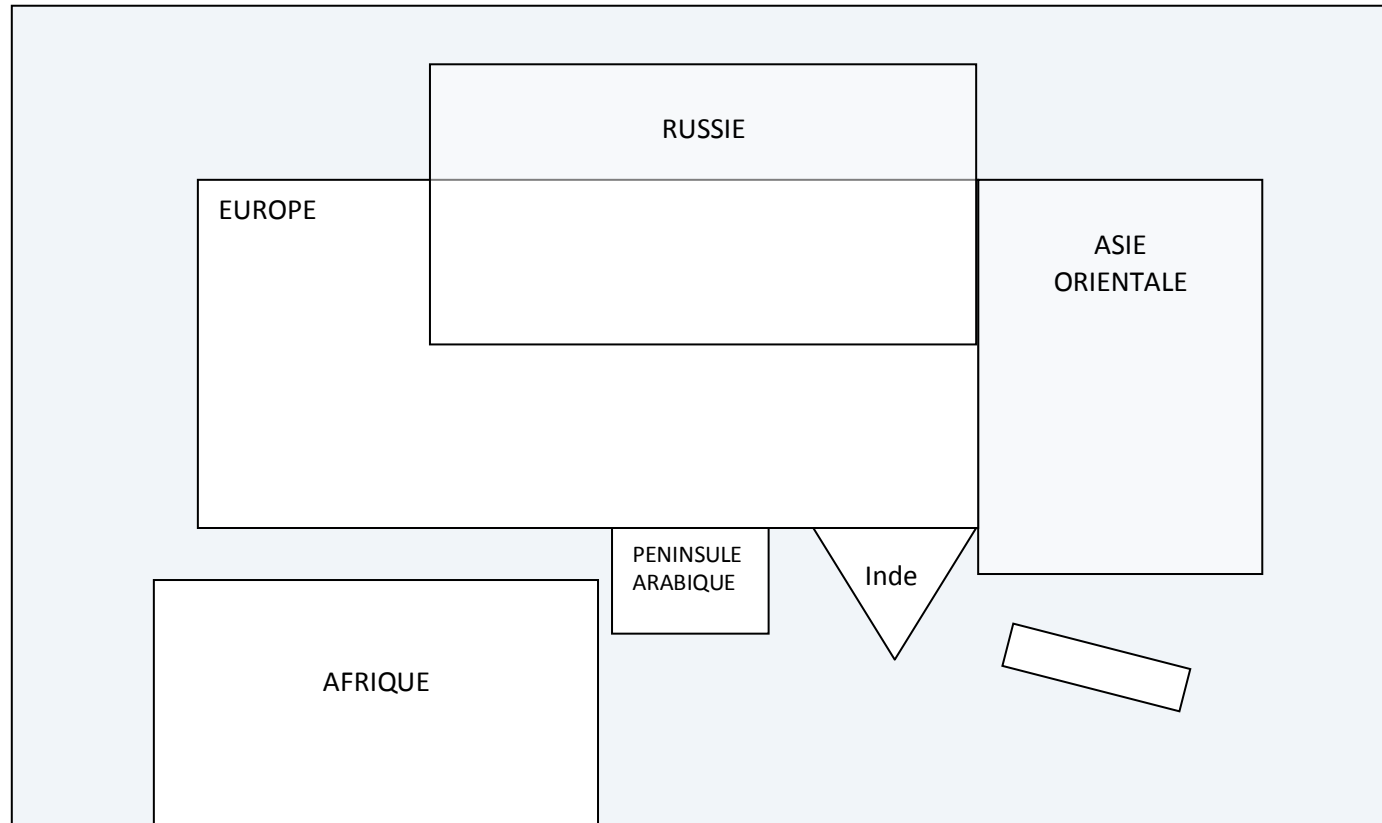 RUSSIE
EUROPE
ASIE
ORIENTALE
PENINSULE
ARABIQUE
Inde
AFRIQUE